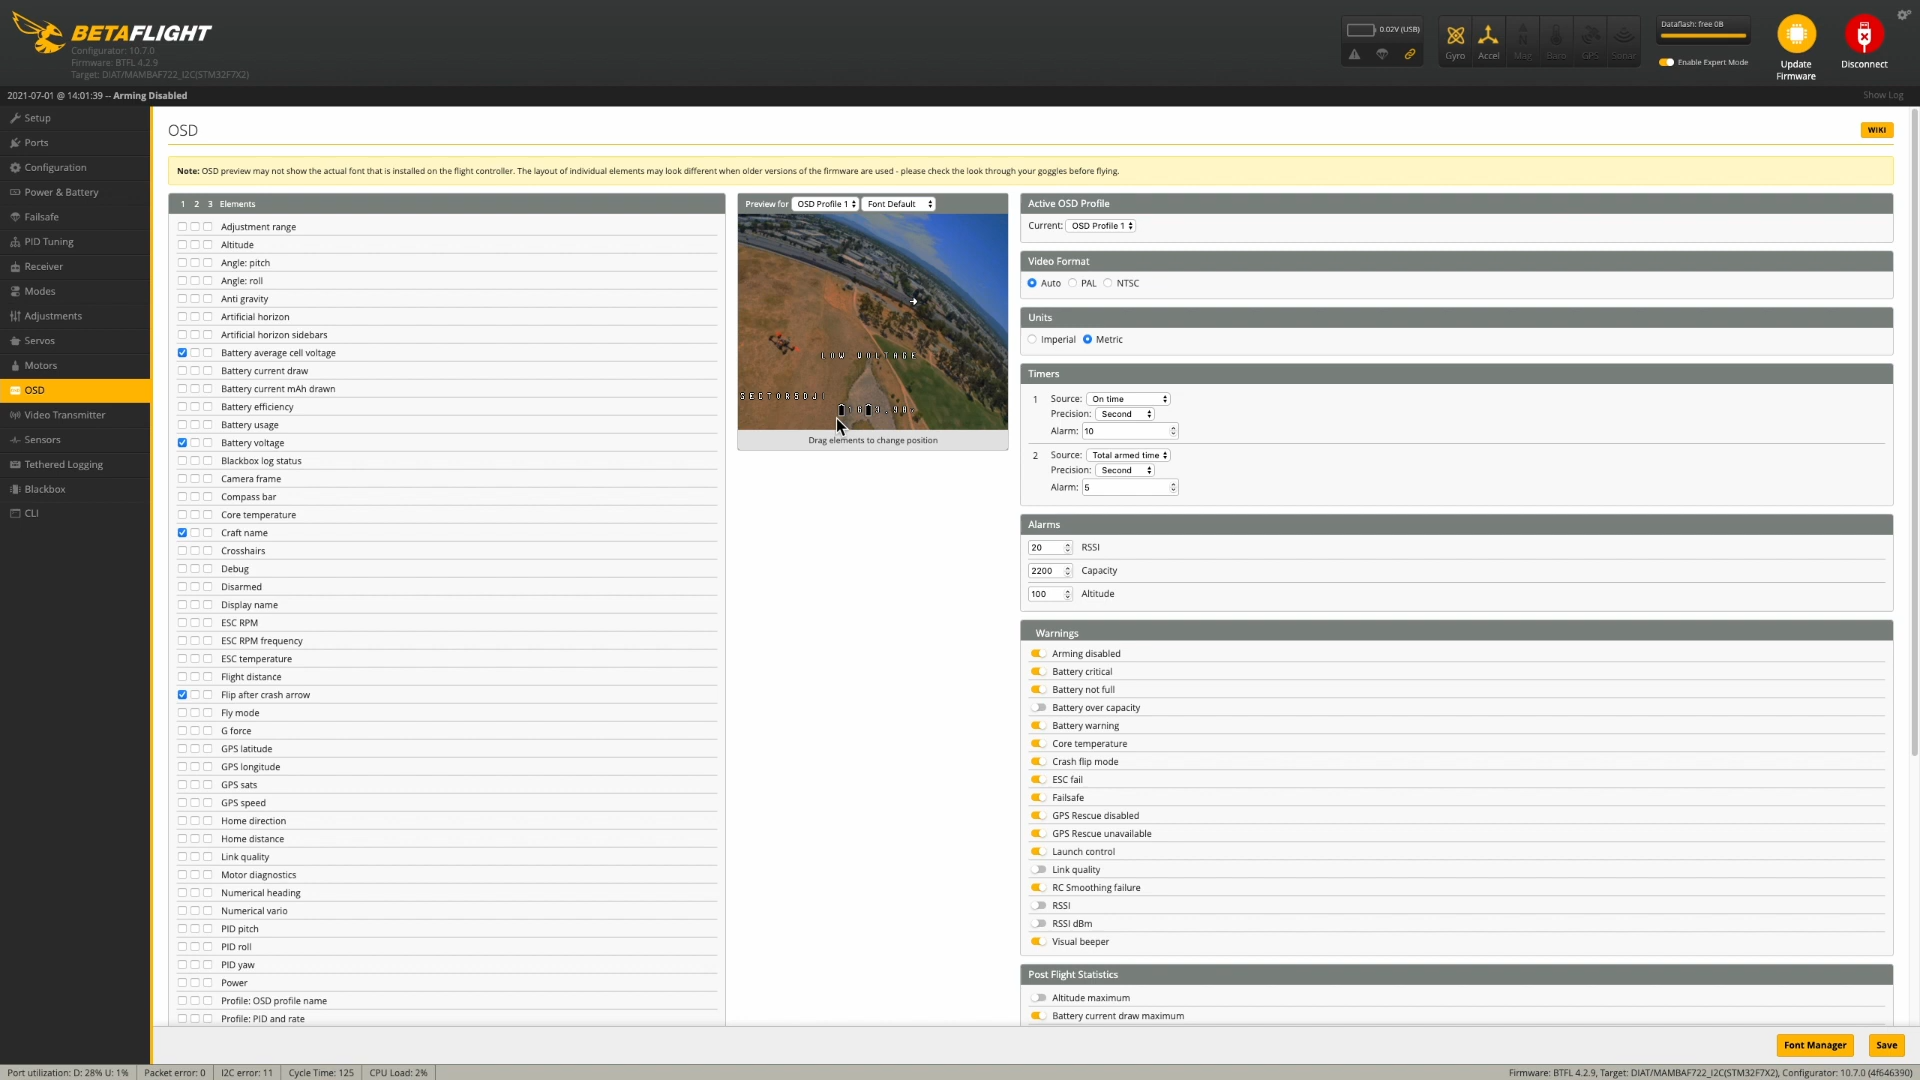 BETAFLIGHT
Configurator: 10.7.0
Firmware: BTFL 4.2.9
Target: DIAT/MAMBAF722_I2C(STM32F7X2)
0.02V (USB)
Gyro
Accel
Mag
Baro
GPS
Sonar
Dataflash: free 0B
Enable Expert Mode
Update
Firmware
Disconnect
2021-07-01 @ 14:01:39 -- Arming Disabled
Show Log
Setup
Ports
Configuration
Power & Battery
Failsafe
PID Tuning
Receiver
Modes
Adjustments
Servos
Motors
OSD
Video Transmitter
Sensors
Tethered Logging
Blackbox
CLI
OSD
WIKI
Note: OSD preview may not show the actual font that is installed on the flight controller. The layout of individual elements may look different when older versions of the firmware are used - please check the look through your goggles before flying.
1 2 3 Elements
Adjustment range
Altitude
Angle: pitch
Angle: roll
Anti gravity
Artificial horizon
Artificial horizon sidebars
Battery average cell voltage
Battery current draw
Battery current mAh drawn
Battery efficiency
Battery usage
Battery voltage
Blackbox log status
Camera frame
Compass bar
Core temperature
Craft name
Crosshairs
Debug
Disarmed
Display name
ESC RPM
ESC RPM frequency
ESC temperature
Flight distance
Flip after crash arrow
Fly mode
G force
GPS latitude
GPS longitude
GPS sats
GPS speed
Home direction
Home distance
Link quality
Motor diagnostics
Numerical heading
Numerical vario
PID pitch
PID roll
PID yaw
Power
Profile: OSD profile name
Profile: PID and rate
Preview for OSD Profile 1 Font Default
LOW VOLTAGE
SECTOR5DJI
Drag elements to change position
Active OSD Profile
Current: OSD Profile 1
Video Format
Auto PAL NTSC
Units
Imperial Metric
Timers
1 Source: On time
Precision: Second
Alarm: 10
2 Source: Total armed time
Precision: Second
Alarm: 5
Alarms
20 RSSI
2200 Capacity
100 Altitude
Warnings
Arming disabled
Battery critical
Battery not full
Battery over capacity
Battery warning
Core temperature
Crash flip mode
ESC fail
Failsafe
GPS Rescue disabled
GPS Rescue unavailable
Launch control
Link quality
RC Smoothing failure
RSSI
RSSI dBm
Visual beeper
Post Flight Statistics
Altitude maximum
Battery current draw maximum
Font Manager
Save
Port utilization: D: 28% U: 1% Packet error: 0 I2C error: 11 Cycle Time: 125 CPU Load: 2%
Firmware: BTFL 4.2.9, Target: DIAT/MAMBAF722_I2C(STM32F7X2), Configurator: 10.7.0 (4f646390)